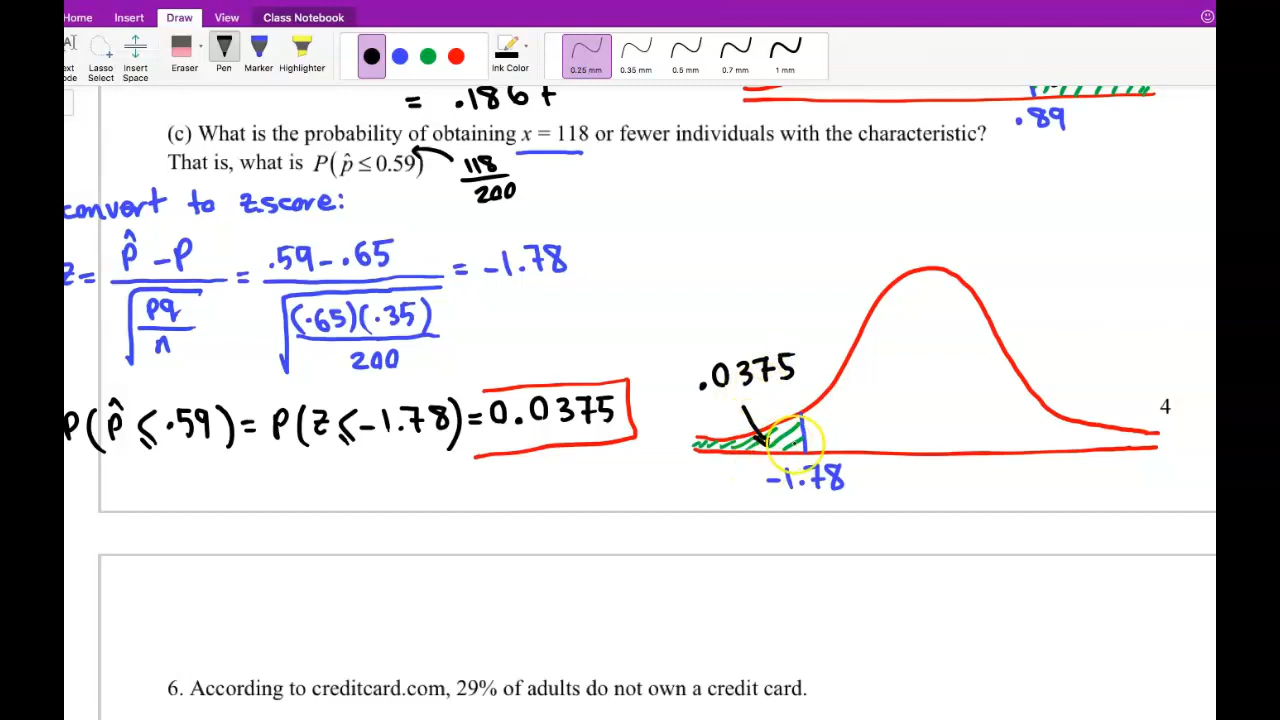 Home Insert Draw View Class Notebook
Lasso Select
Insert Space
Eraser
Pen
Marker
Highlighter
Ink Color
0.25 mm 0.35 mm 0.5 mm 0.7 mm 1 mm
.89
(c) What is the probability of obtaining x = 118 or fewer individuals with the characteristic?
That is, what is P(p̂ ≤ 0.59)
118/200
convert to z score:
z = (p̂ - p)/√(pq/n) = (.59 - .65)/√((.65)(.35)/200) = -1.78
.0375
P(p̂ ≤ .59) = P(Z ≤ -1.78) = 0.0375
4
-1.78
6. According to creditcard.com, 29% of adults do not own a credit card.